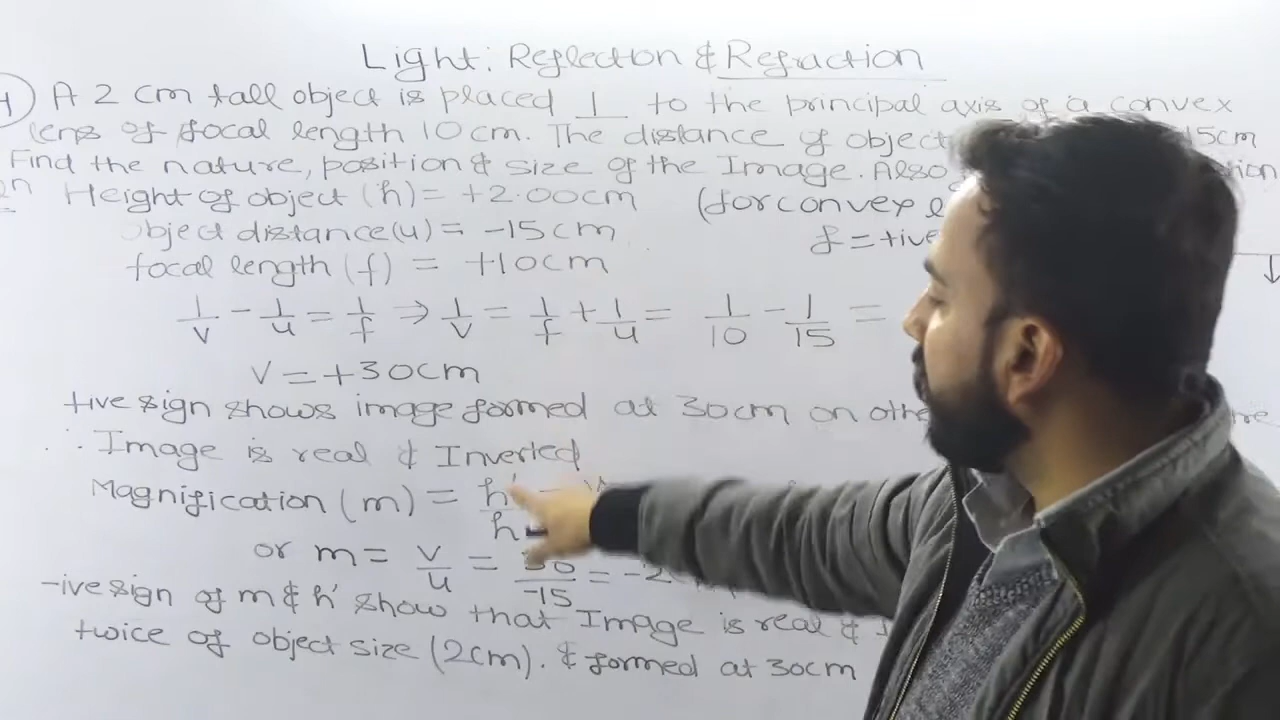 Light: Reflection & Refraction
A 2 cm tall object is placed ⊥ to the principal axis of a convex
lens of focal length 10 cm. The distance of object 15cm
Find the nature, position & size of the Image. Also
Height of object (h) = +2.00cm (for convex
object distance (u) = -15cm f = +ive
focal length (f) = +10cm
1/v - 1/u = 1/f ⇒ 1/v = 1/f + 1/u = 1/10 - 1/15 =
V = +30cm
+ive sign shows image formed at 30cm on
∴ Image is real & Inverted
Magnification (m) = h'/h
or m = v/u = 30/-15 = -2
-ive sign of m & h' show that Image is real &
twice of object size (2cm). & formed at 30cm